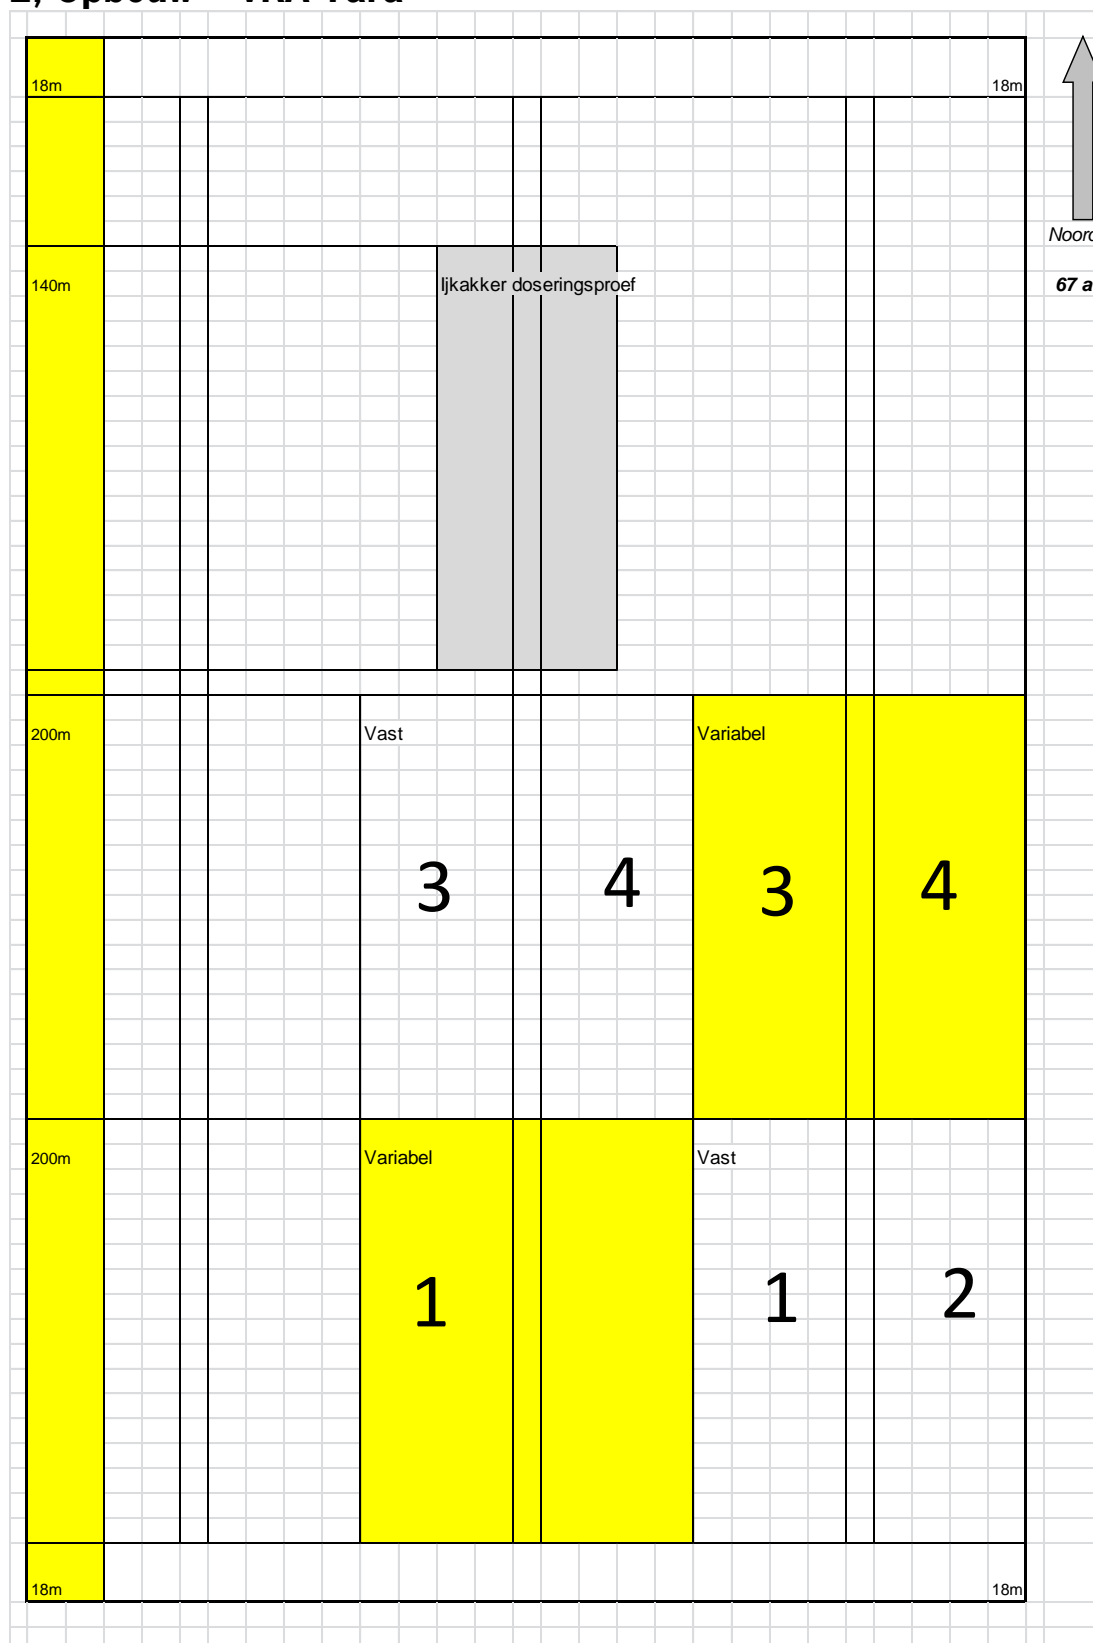 18m 18m
Noord
140m Ijkakker doseringsproef 67 a
200m Vast Variabel
3 4 3 4
200m Variabel Vast
1 1 2
18m 18m